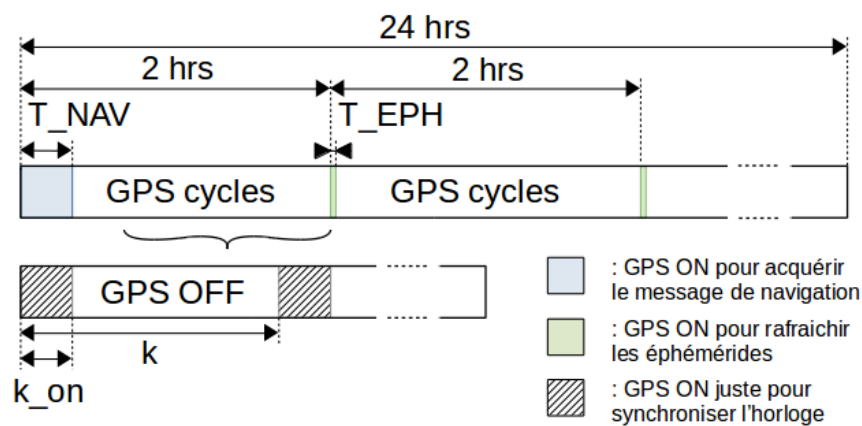 24 hrs
2 hrs
2 hrs
T_NAV
T_EPH
GPS cycles
GPS cycles
GPS OFF
k
k_on
: GPS ON pour acquérir
le message de navigation
: GPS ON pour rafraichir
les éphémérides
: GPS ON juste pour
synchroniser l'horloge